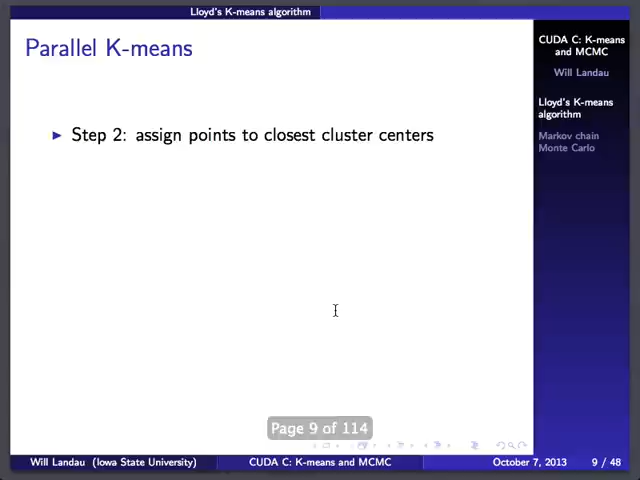 Lloyd's K-means algorithm
Parallel K-means
Step 2: assign points to closest cluster centers
CUDA C: K-means
and MCMC
Will Landau
Lloyd's K-means
algorithm
Markov chain
Monte Carlo
Page 9 of 114
Will Landau (Iowa State University)
CUDA C: K-means and MCMC
October 7, 2013
9 / 48